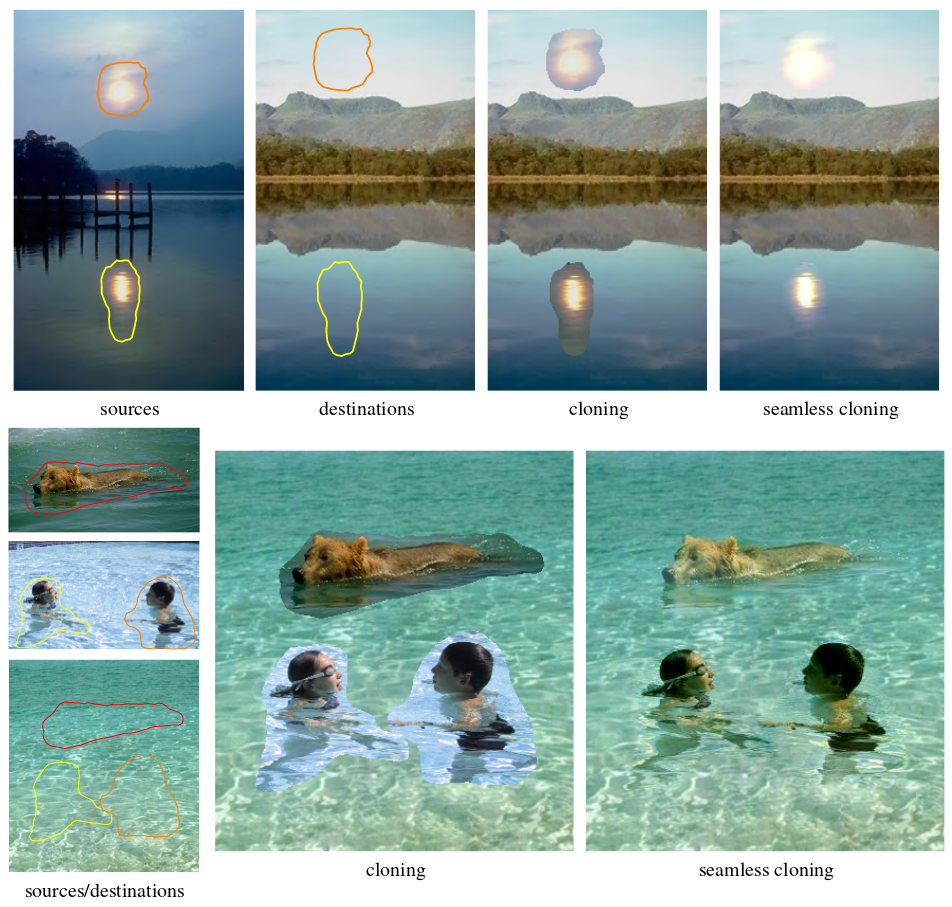 sources
destinations
cloning
seamless cloning
cloning
seamless cloning
sources/destinations